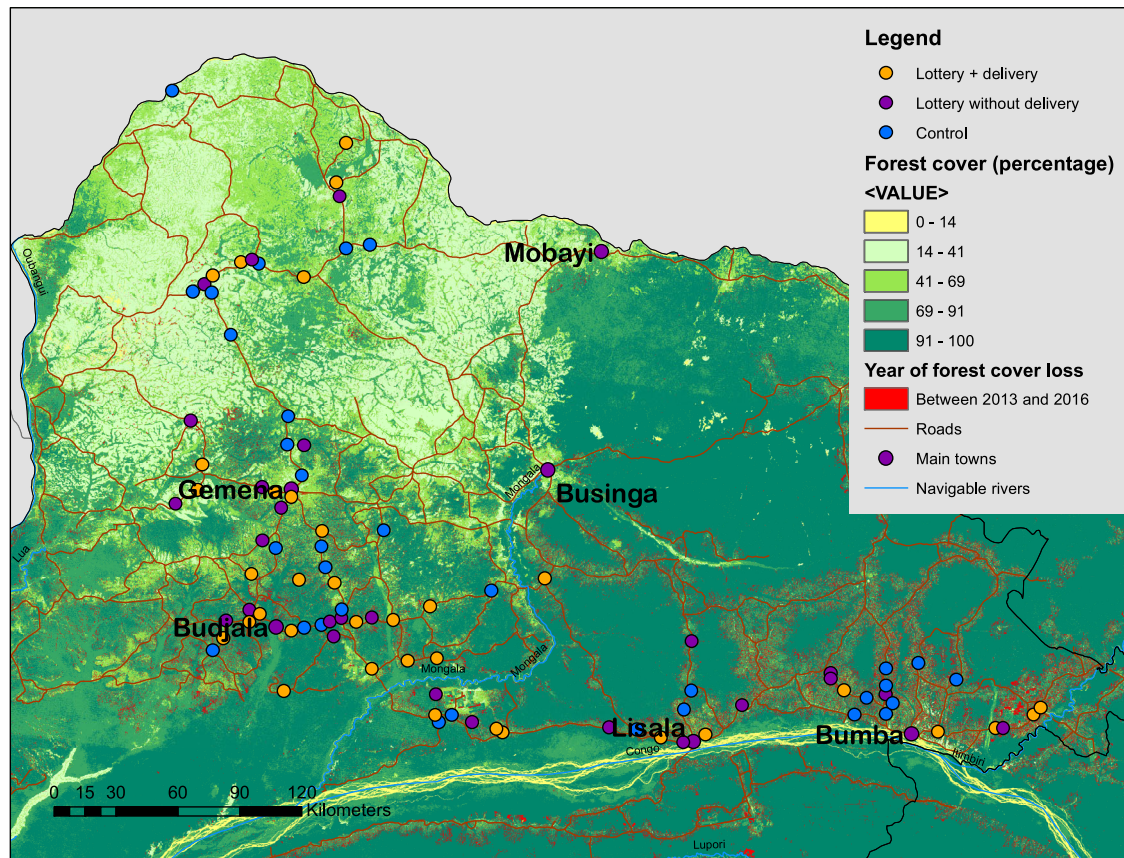 Legend
Lottery + delivery
Lottery without delivery
Control
Forest cover (percentage)
<VALUE>
0 - 14
14 - 41
41 - 69
69 - 91
91 - 100
Year of forest cover loss
Between 2013 and 2016
Roads
Main towns
Navigable rivers
Oubangui
Mobayi
Mongala
Gemena
Businga
Lua
Budjala
Mongala
Mongala
Lisala
Bumba
Congo
Itimbiri
0 15 30 60 90 120
Kilometers
Lupori